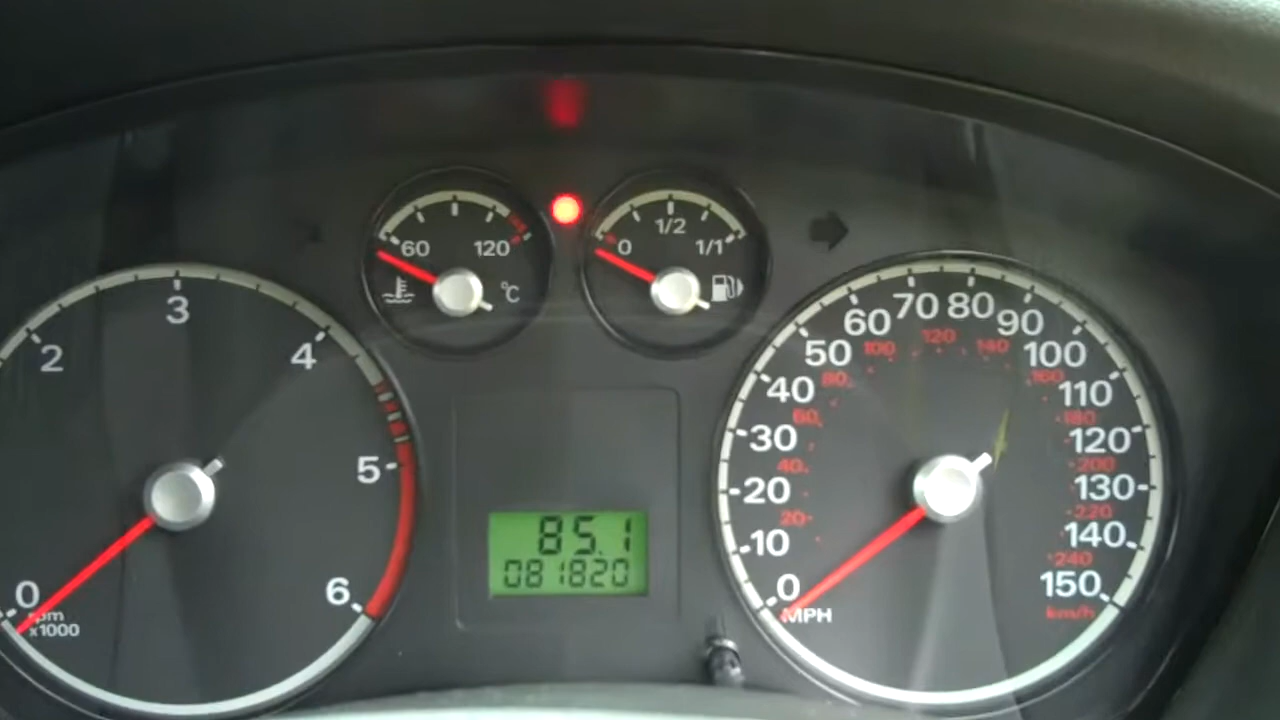 60 120 °C
0 1/2 1/1
0 2 3 4 5 6
rpm
x1000
85.1
081820
0 10 20 30 40 50 60 70 80 90 100 110 120 130 140 150
MPH
20 40 60 80 100 120 140 160 180 200 220 240
km/h